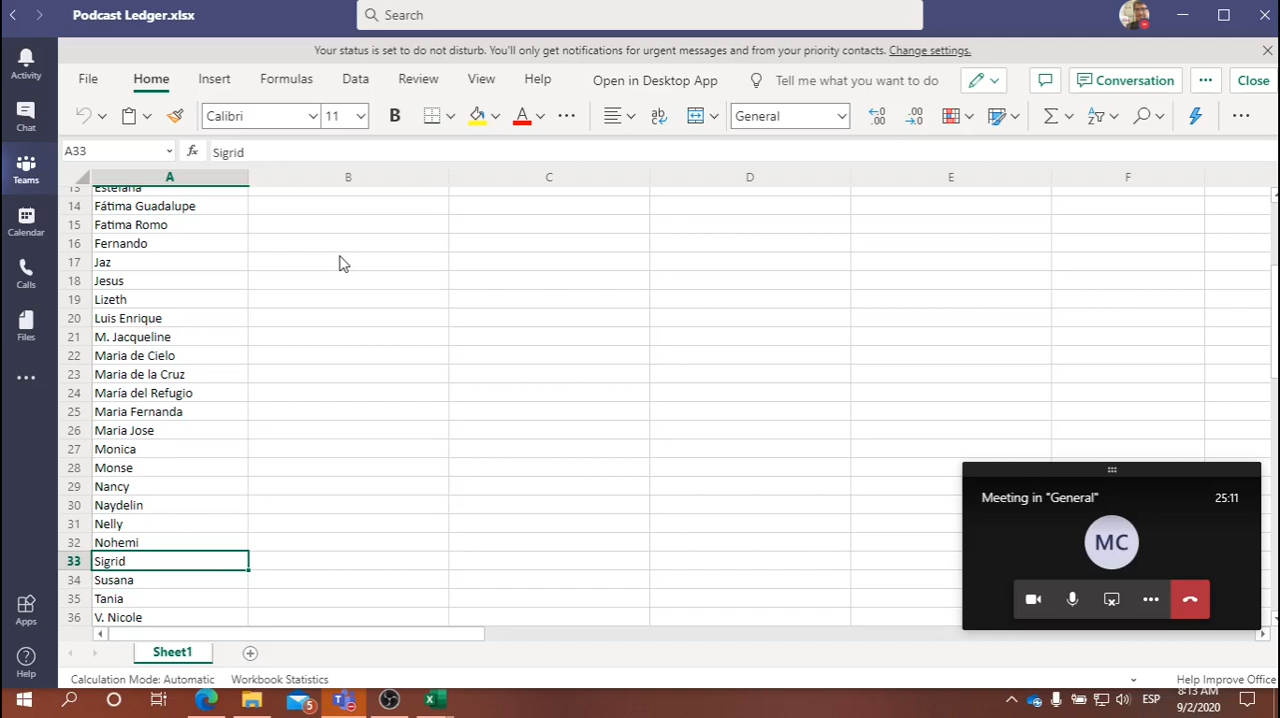 Podcast Ledger.xlsx
Search
Your status is set to do not disturb. You'll only get notifications for urgent messages and from your priority contacts. Change settings.
Activity
Chat
Teams
Calendar
Calls
Files
Apps
Help
File Home Insert Formulas Data Review View Help Open in Desktop App Tell me what you want to do Conversation Close
Calibri 11 B A General
A33 fx Sigrid
A B C D E F
13 Estefana
14 Fátima Guadalupe
15 Fatima Romo
16 Fernando
17 Jaz
18 Jesus
19 Lizeth
20 Luis Enrique
21 M. Jacqueline
22 Maria de Cielo
23 Maria de la Cruz
24 María del Refugio
25 Maria Fernanda
26 Maria Jose
27 Monica
28 Monse
29 Nancy
30 Naydelin
31 Nelly
32 Nohemi
33 Sigrid
34 Susana
35 Tania
36 V. Nicole
Meeting in "General" 25:11
MC
Sheet1
Calculation Mode: Automatic Workbook Statistics Help Improve Office
5
ESP
8:13 AM
9/2/2020